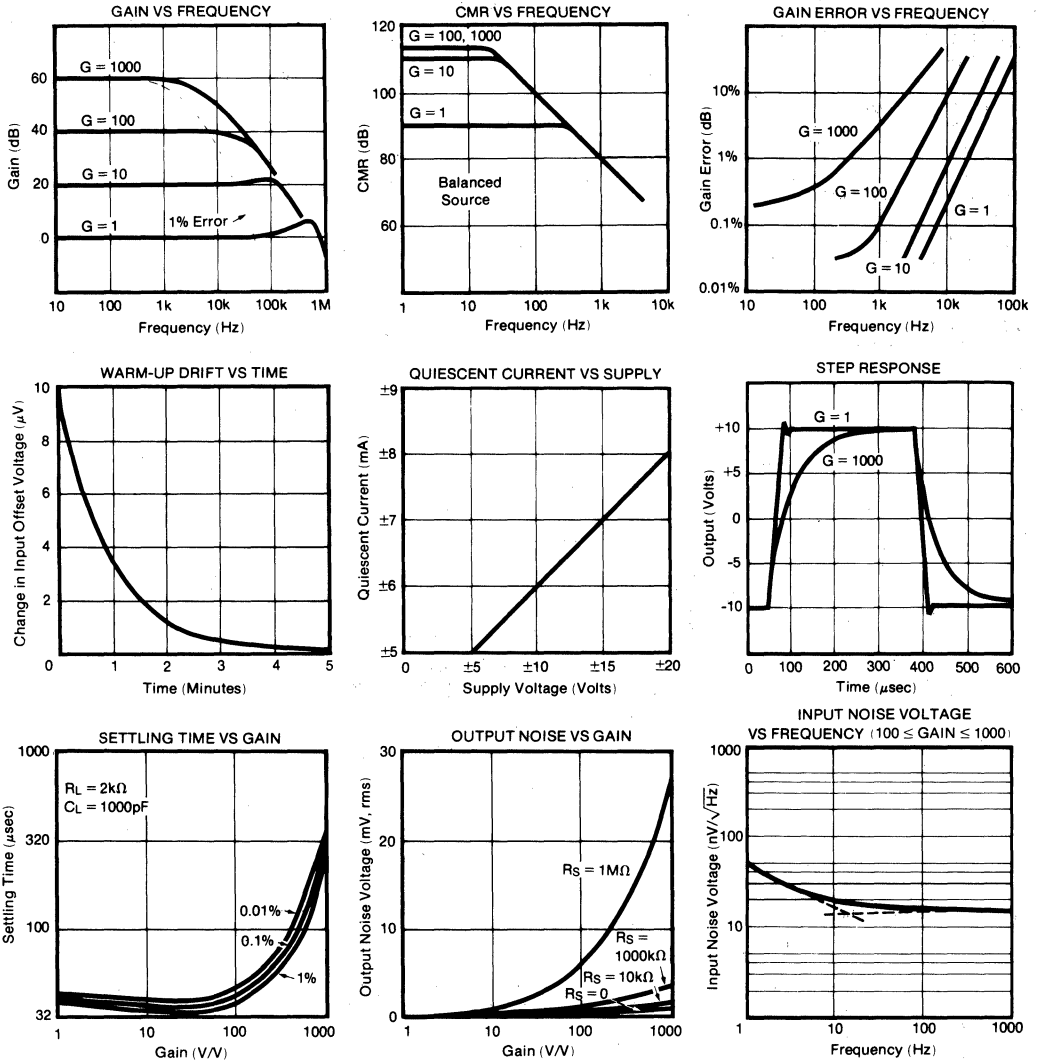 GAIN VS FREQUENCY
Gain (dB)
60
40
20
0
G = 1000
G = 100
G = 10
1% Error
G = 1
10
100
1k
10k
100k
1M
Frequency (Hz)
CMR VS FREQUENCY
CMR (dB)
120
100
80
60
G = 100, 1000
G = 10
G = 1
Balanced
Source
1
10
100
1k
10k
Frequency (Hz)
GAIN ERROR VS FREQUENCY
Gain Error (dB)
10%
1%
0.1%
0.01%
G = 1000
G = 100
G = 1
G = 10
10
100
1k
10k
100k
Frequency (Hz)
WARM-UP DRIFT VS TIME
Change in Input Offset Voltage (μV)
10
8
6
4
2
0
1
2
3
4
5
Time (Minutes)
QUIESCENT CURRENT VS SUPPLY
Quiescent Current (mA)
±9
±8
±7
±6
±5
0
±5
±10
±15
±20
Supply Voltage (Volts)
STEP RESPONSE
Output (Volts)
+10
+5
0
-5
-10
G = 1
G = 1000
0
100
200
300
400
500
600
Time (μsec)
SETTLING TIME VS GAIN
Settling Time (μsec)
1000
320
100
32
RL = 2kΩ
CL = 1000pF
0.01%
0.1%
1%
1
10
100
1000
Gain (V/V)
OUTPUT NOISE VS GAIN
Output Noise Voltage (mV, rms)
30
20
10
0
RS = 1MΩ
RS =
1000kΩ
RS = 10kΩ
RS = 0
1
10
100
1000
Gain (V/V)
INPUT NOISE VOLTAGE
VS FREQUENCY (100 ≤ GAIN ≤ 1000)
Input Noise Voltage (nV/√Hz)
1000
100
10
1
1
10
100
1k
Frequency (Hz)